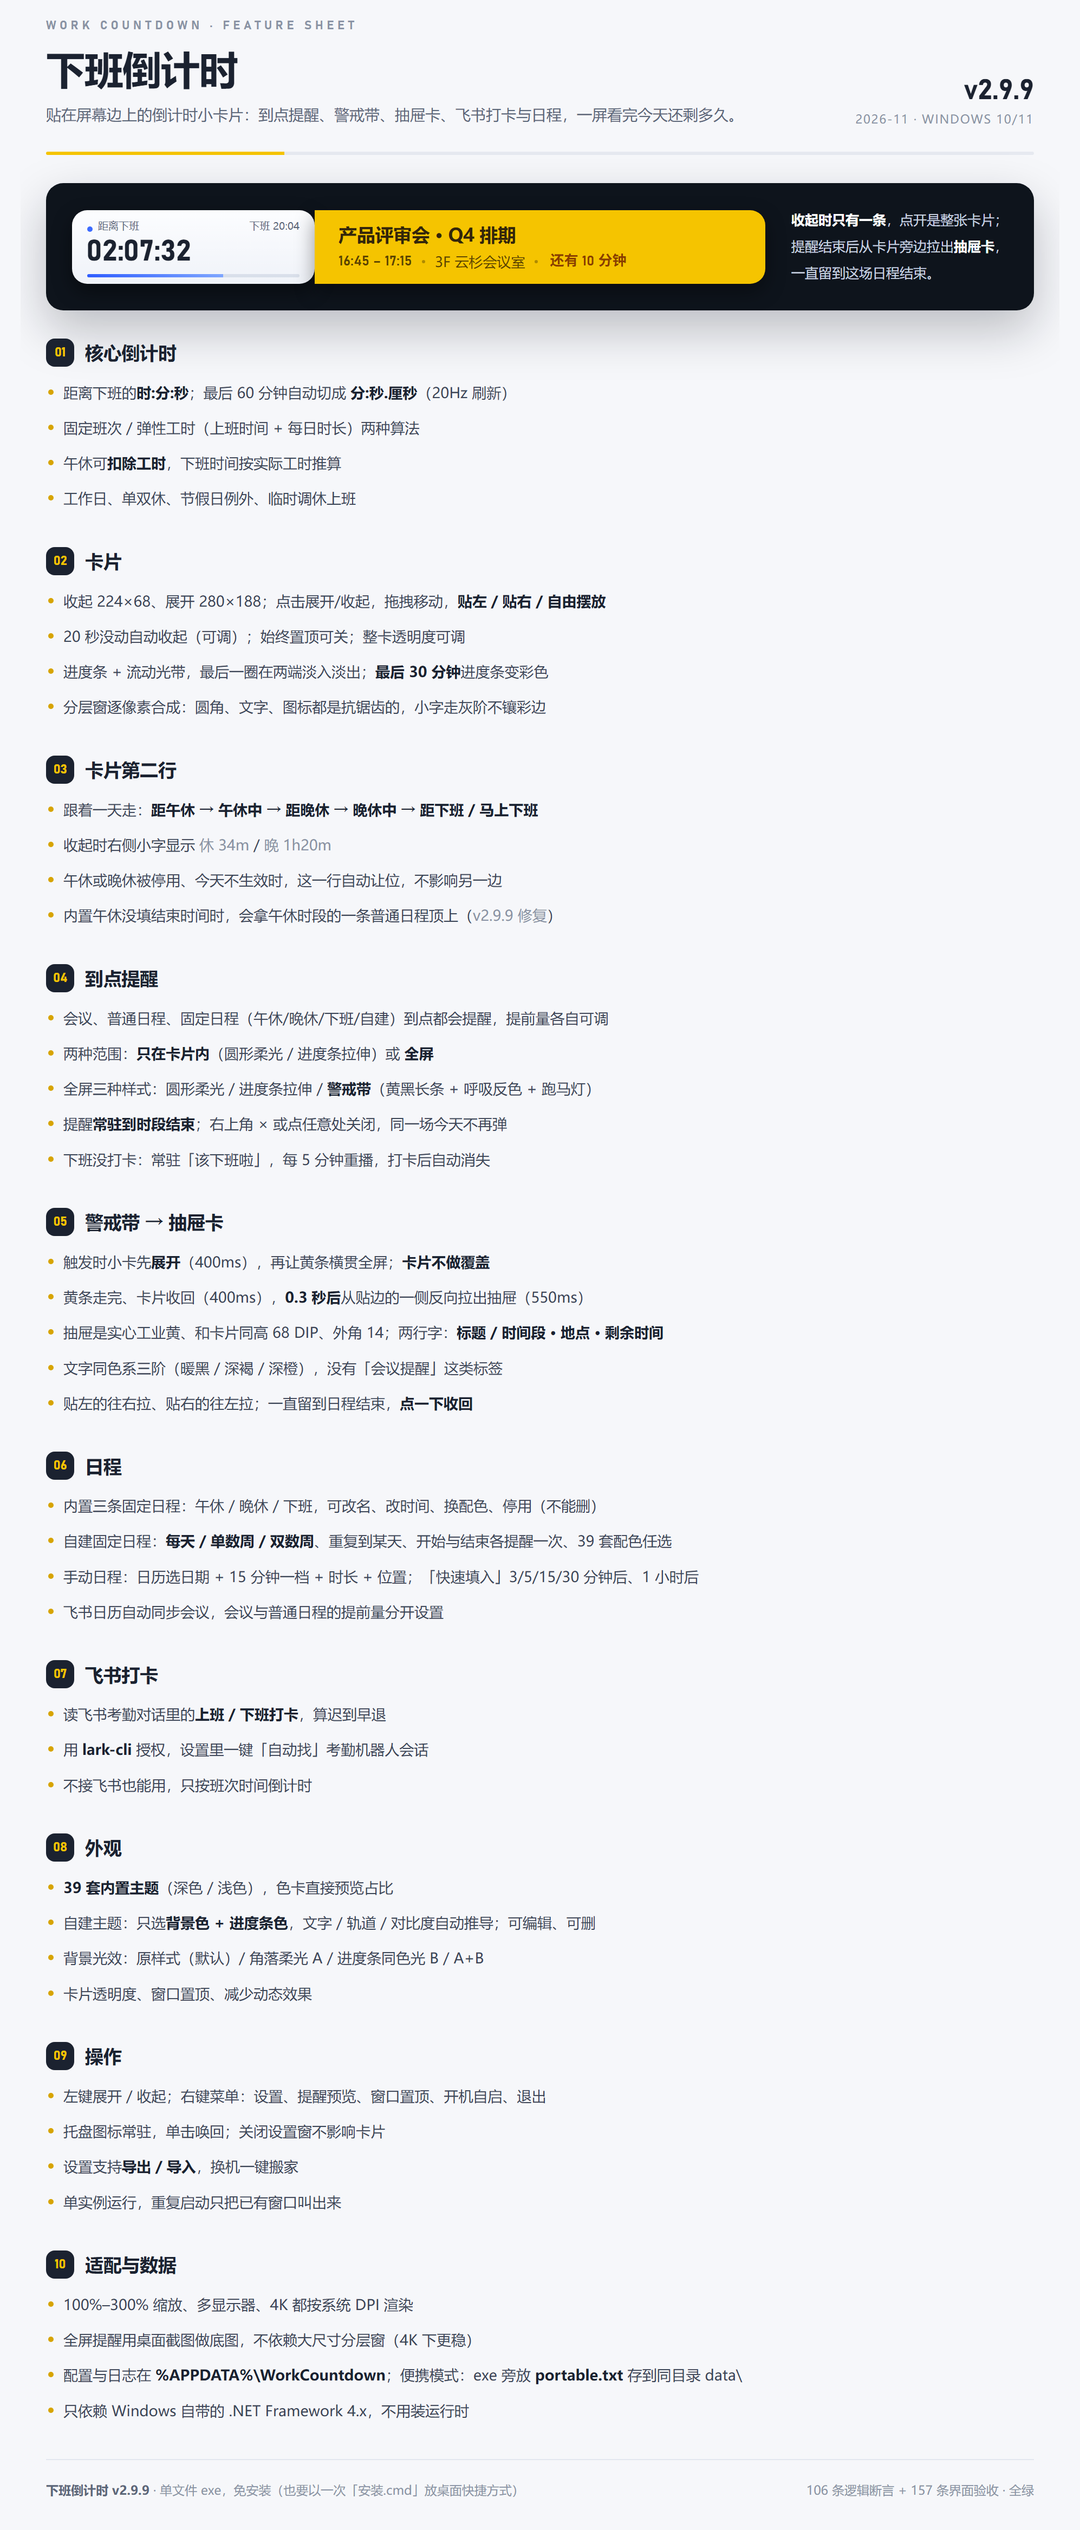 WORK COUNTDOWN · FEATURE SHEET
下班倒计时
贴在屏幕边上的倒计时小卡片：到点提醒、警戒带、抽屉卡、飞书打卡与日程，一屏看完今天还剩多久。
v2.9.9
2026-11 · WINDOWS 10/11
距离下班
下班 20:04
02:07:32
产品评审会 • Q4 排期
16:45 – 17:15 • 3F 云杉会议室 • 还有 10 分钟
收起时只有一条，点开是整张卡片；
提醒结束后从卡片旁边拉出抽屉卡，
一直留到这场日程结束。
01 核心倒计时
• 距离下班的时:分:秒；最后 60 分钟自动切成 分:秒.厘秒（20Hz 刷新）
• 固定班次 / 弹性工时（上班时间 + 每日时长）两种算法
• 午休可扣除工时，下班时间按实际工时推算
• 工作日、单双休、节假日例外、临时调休上班
02 卡片
• 收起 224×68、展开 280×188；点击展开/收起，拖拽移动，贴左 / 贴右 / 自由摆放
• 20 秒没动自动收起（可调）；始终置顶可关；整卡透明度可调
• 进度条 + 流动光带，最后一圈在两端淡入淡出；最后 30 分钟进度条变彩色
• 分层窗逐像素合成：圆角、文字、图标都是抗锯齿的，小字走灰阶不镶彩边
03 卡片第二行
• 跟着一天走：距午休 → 午休中 → 距晚休 → 晚休中 → 距下班 / 马上下班
• 收起时右侧小字显示 休 34m / 晚 1h20m
• 午休或晚休被停用、今天不生效时，这一行自动让位，不影响另一边
• 内置午休没填结束时间时，会拿午休时段的一条普通日程顶上（v2.9.9 修复）
04 到点提醒
• 会议、普通日程、固定日程（午休/晚休/下班/自建）到点都会提醒，提前量各自可调
• 两种范围：只在卡片内（圆形柔光 / 进度条拉伸）或 全屏
• 全屏三种样式：圆形柔光 / 进度条拉伸 / 警戒带（黄黑长条 + 呼吸反色 + 跑马灯）
• 提醒常驻到时段结束；右上角 × 或点任意处关闭，同一场今天不再弹
• 下班没打卡：常驻「该下班啦」，每 5 分钟重播，打卡后自动消失
05 警戒带 → 抽屉卡
• 触发时小卡先展开（400ms），再让黄条横贯全屏；卡片不做覆盖
• 黄条走完、卡片收回（400ms），0.3 秒后从贴边的一侧反向拉出抽屉（550ms）
• 抽屉是实心工业黄、和卡片同高 68 DIP、外角 14；两行字：标题 / 时间段 • 地点 • 剩余时间
• 文字同色系三阶（暖黑 / 深褐 / 深橙），没有「会议提醒」这类标签
• 贴左的往右拉、贴右的往左拉；一直留到日程结束，点一下收回
06 日程
• 内置三条固定日程：午休 / 晚休 / 下班，可改名、改时间、换配色、停用（不能删）
• 自建固定日程：每天 / 单数周 / 双数周、重复到某天、开始与结束各提醒一次、39 套配色任选
• 手动日程：日历选日期 + 15 分钟一档 + 时长 + 位置；「快速填入」3/5/15/30 分钟后、1 小时后
• 飞书日历自动同步会议，会议与普通日程的提前量分开设置
07 飞书打卡
• 读飞书考勤对话里的上班 / 下班打卡，算迟到早退
• 用 lark-cli 授权，设置里一键「自动找」考勤机器人会话
• 不接飞书也能用，只按班次时间倒计时
08 外观
• 39 套内置主题（深色 / 浅色），色卡直接预览占比
• 自建主题：只选背景色 + 进度条色，文字 / 轨道 / 对比度自动推导；可编辑、可删
• 背景光效：原样式（默认）/ 角落柔光 A / 进度条同色光 B / A+B
• 卡片透明度、窗口置顶、减少动态效果
09 操作
• 左键展开 / 收起；右键菜单：设置、提醒预览、窗口置顶、开机自启、退出
• 托盘图标常驻，单击唤回；关闭设置窗不影响卡片
• 设置支持导出 / 导入，换机一键搬家
• 单实例运行，重复启动只把已有窗口叫出来
10 适配与数据
• 100%–300% 缩放、多显示器、4K 都按系统 DPI 渲染
• 全屏提醒用桌面截图做底图，不依赖大尺寸分层窗（4K 下更稳）
• 配置与日志在 %APPDATA%\WorkCountdown；便携模式：exe 旁放 portable.txt 存到同目录 data\
• 只依赖 Windows 自带的 .NET Framework 4.x，不用装运行时
下班倒计时 v2.9.9 · 单文件 exe，免安装（也要以一次「安装.cmd」放桌面快捷方式）
106 条逻辑断言 + 157 条界面验收 · 全绿